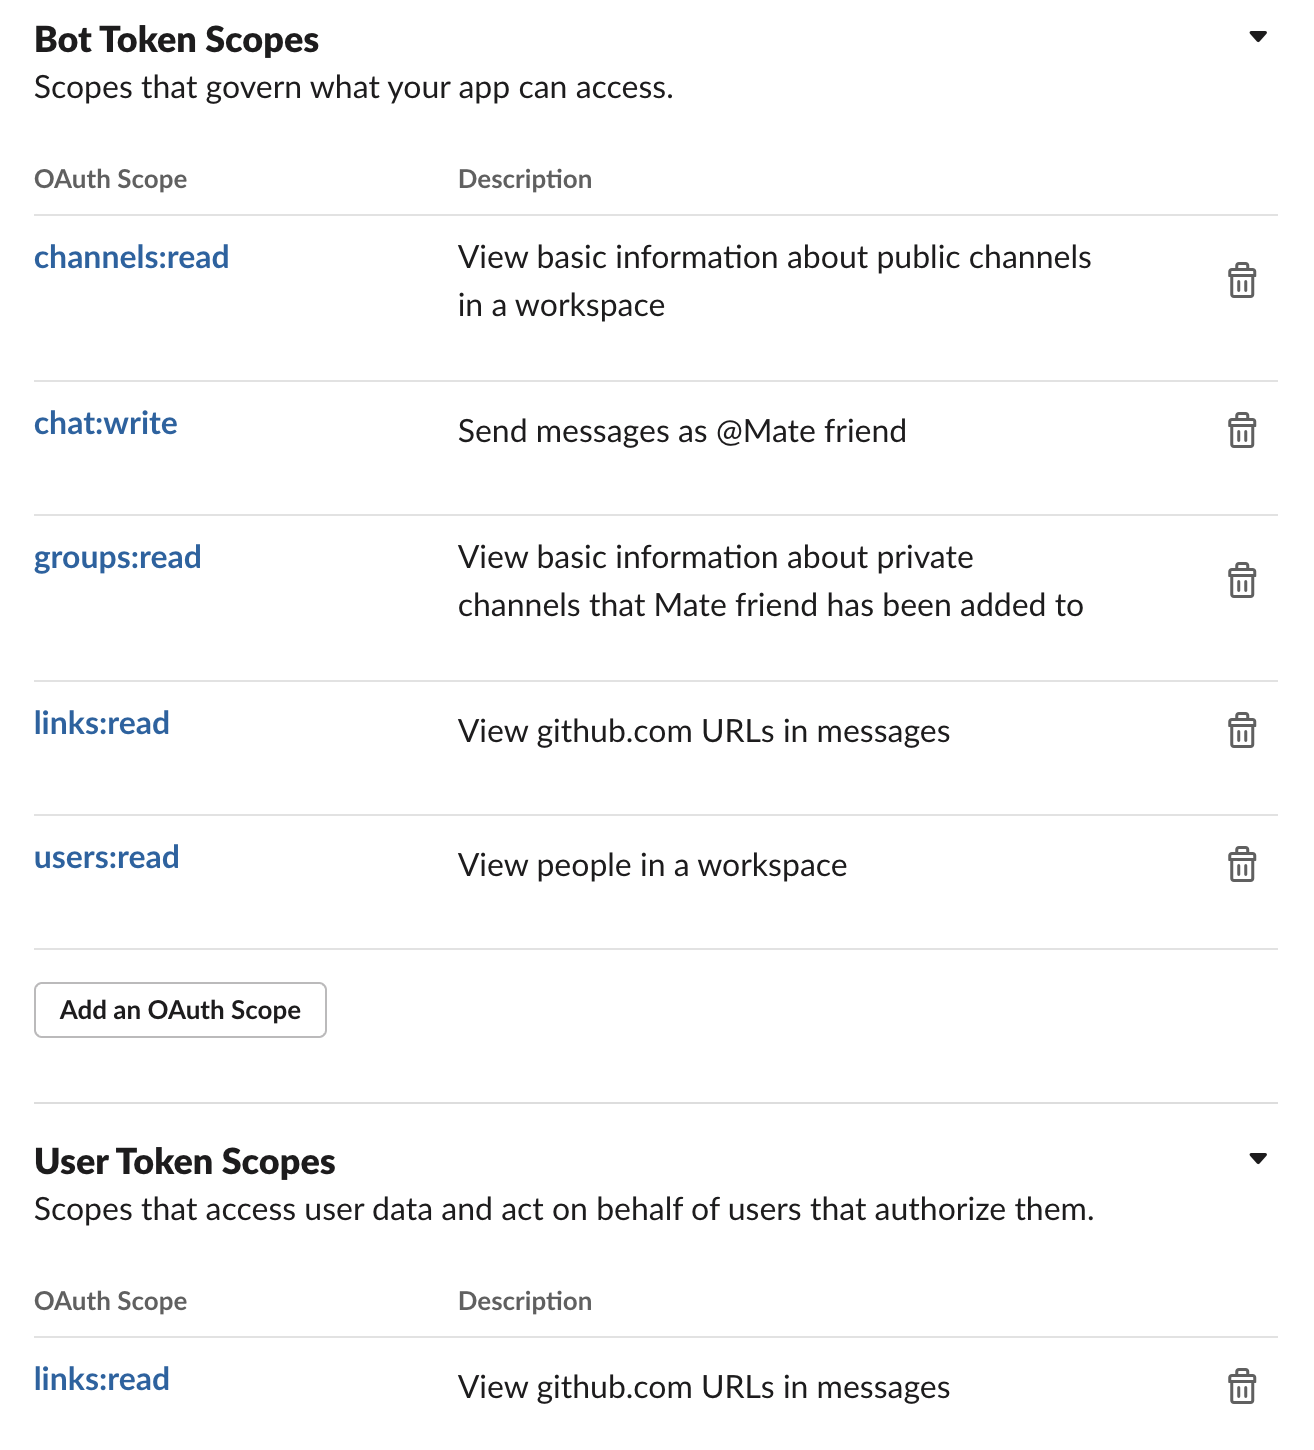 Bot Token Scopes
Scopes that govern what your app can access.
OAuth Scope Description
channels:read View basic information about public channels
in a workspace
chat:write Send messages as @Mate friend
groups:read View basic information about private
channels that Mate friend has been added to
links:read View github.com URLs in messages
users:read View people in a workspace
Add an OAuth Scope
User Token Scopes
Scopes that access user data and act on behalf of users that authorize them.
OAuth Scope Description
links:read View github.com URLs in messages